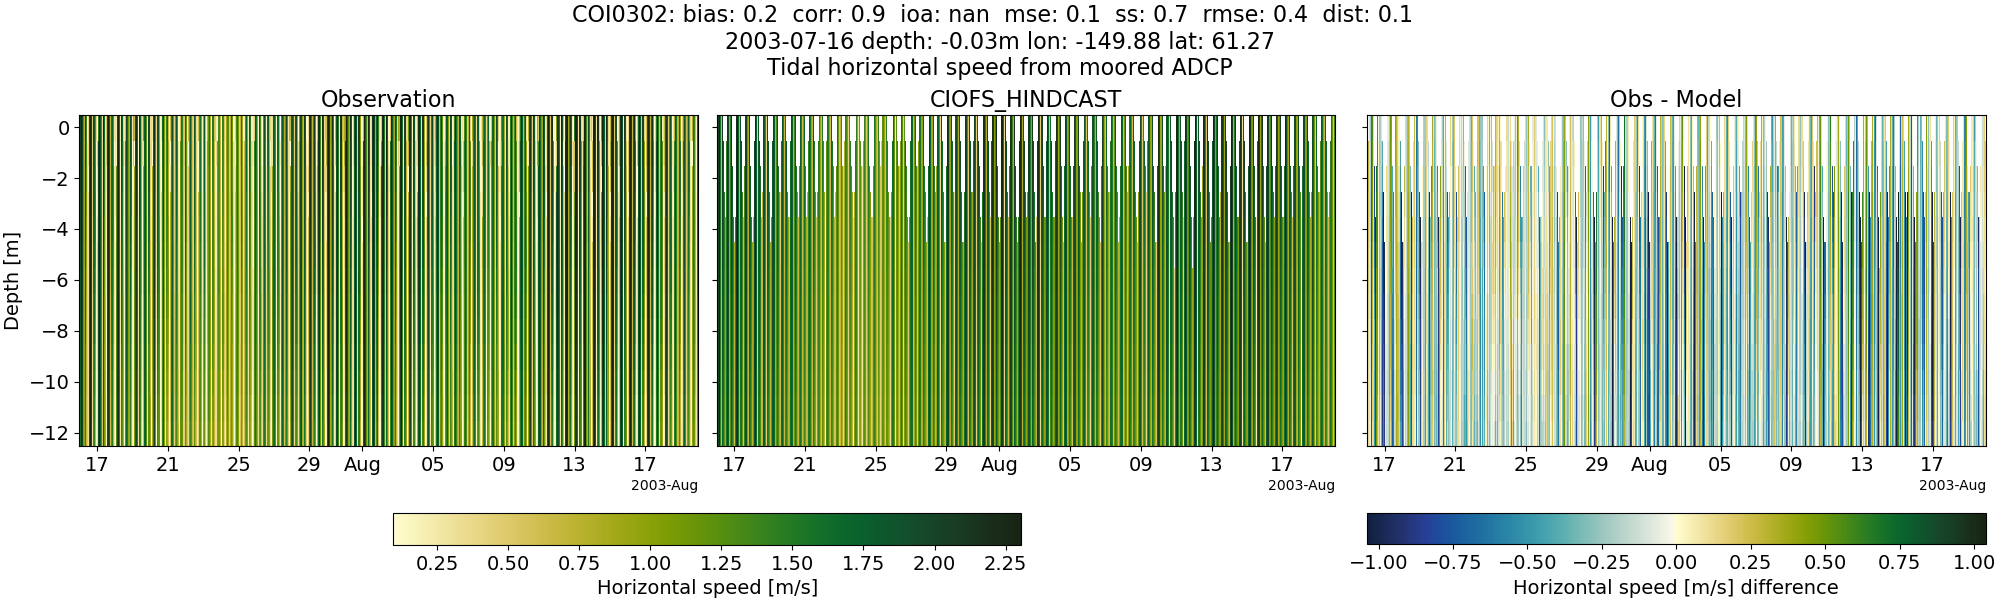 COI0302: bias: 0.2  corr: 0.9  ioa: nan  mse: 0.1  ss: 0.7  rmse: 0.4  dist: 0.1
2003-07-16 depth: -0.03m lon: -149.88 lat: 61.27
Tidal horizontal speed from moored ADCP
Observation
CIOFS_HINDCAST
Obs - Model
Depth [m]
0
−2
−4
−6
−8
−10
−12
17 21 25 29 Aug 05 09 13 17
2003-Aug
17 21 25 29 Aug 05 09 13 17
2003-Aug
17 21 25 29 Aug 05 09 13 17
2003-Aug
0.25 0.50 0.75 1.00 1.25 1.50 1.75 2.00 2.25
Horizontal speed [m/s]
−1.00 −0.75 −0.50 −0.25 0.00 0.25 0.50 0.75 1.00
Horizontal speed [m/s] difference